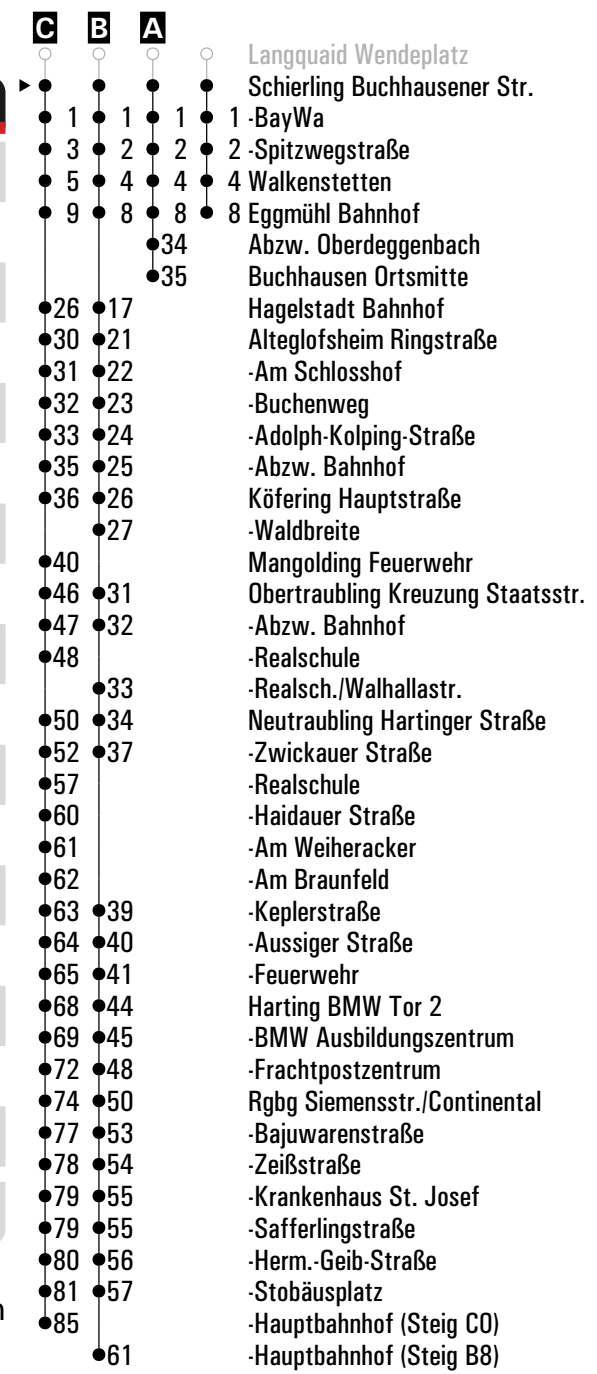 C B A
Langquaid Wendeplatz
Schierling Buchhausener Str.
1 1 1 1 -BayWa
3 2 2 2 -Spitzwegstraße
5 4 4 4 Walkenstetten
9 8 8 8 Eggmühl Bahnhof
34 Abzw. Oberdeggenbach
35 Buchhausen Ortsmitte
26 17 Hagelstadt Bahnhof
30 21 Alteglofsheim Ringstraße
31 22 -Am Schlosshof
32 23 -Buchenweg
33 24 -Adolph-Kolping-Straße
35 25 -Abzw. Bahnhof
36 26 Köfering Hauptstraße
27 -Waldbreite
40 Mangolding Feuerwehr
46 31 Obertraubling Kreuzung Staatsstr.
47 32 -Abzw. Bahnhof
48 -Realschule
33 -Realsch./Walhallastr.
50 34 Neutraubling Hartinger Straße
52 37 -Zwickauer Straße
57 -Realschule
60 -Haidauer Straße
61 -Am Weiheracker
62 -Am Braunfeld
63 39 -Keplerstraße
64 40 -Aussiger Straße
65 41 -Feuerwehr
68 44 Harting BMW Tor 2
69 45 -BMW Ausbildungszentrum
72 48 -Frachtpostzentrum
74 50 Rgbg Siemensstr./Continental
77 53 -Bajuwarenstraße
78 54 -Zeißstraße
79 55 -Krankenhaus St. Josef
79 55 -Safferlingstraße
80 56 -Herm.-Geib-Straße
81 57 -Stobäusplatz
85 -Hauptbahnhof (Steig C0)
61 -Hauptbahnhof (Steig B8)